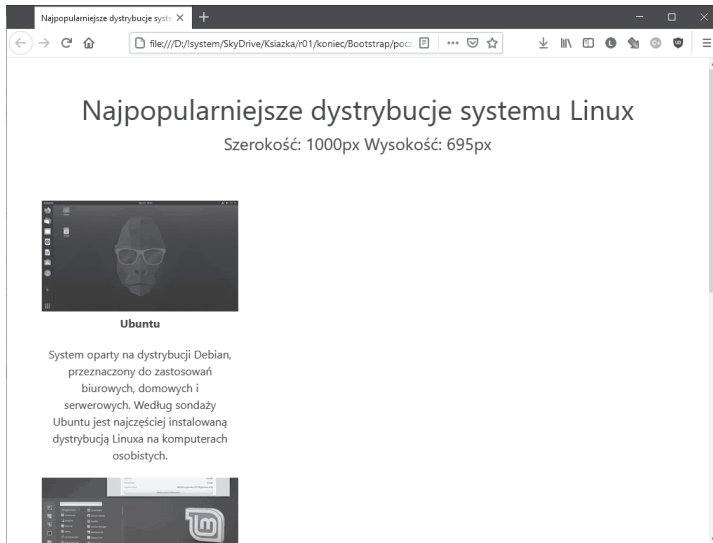 Najpopularniejsze dystrybucje syste
file:///D:/!system/SkyDrive/Ksiazka/r01/koniec/Bootstrap/pocz
Najpopularniejsze dystrybucje systemu Linux
Szerokość: 1000px Wysokość: 695px
Ubuntu
System oparty na dystrybucji Debian,
przeznaczony do zastosowań
biurowych, domowych i
serwerowych. Według sondaży
Ubuntu jest najczęściej instalowaną
dystrybucją Linuxa na komputerach
osobistych.